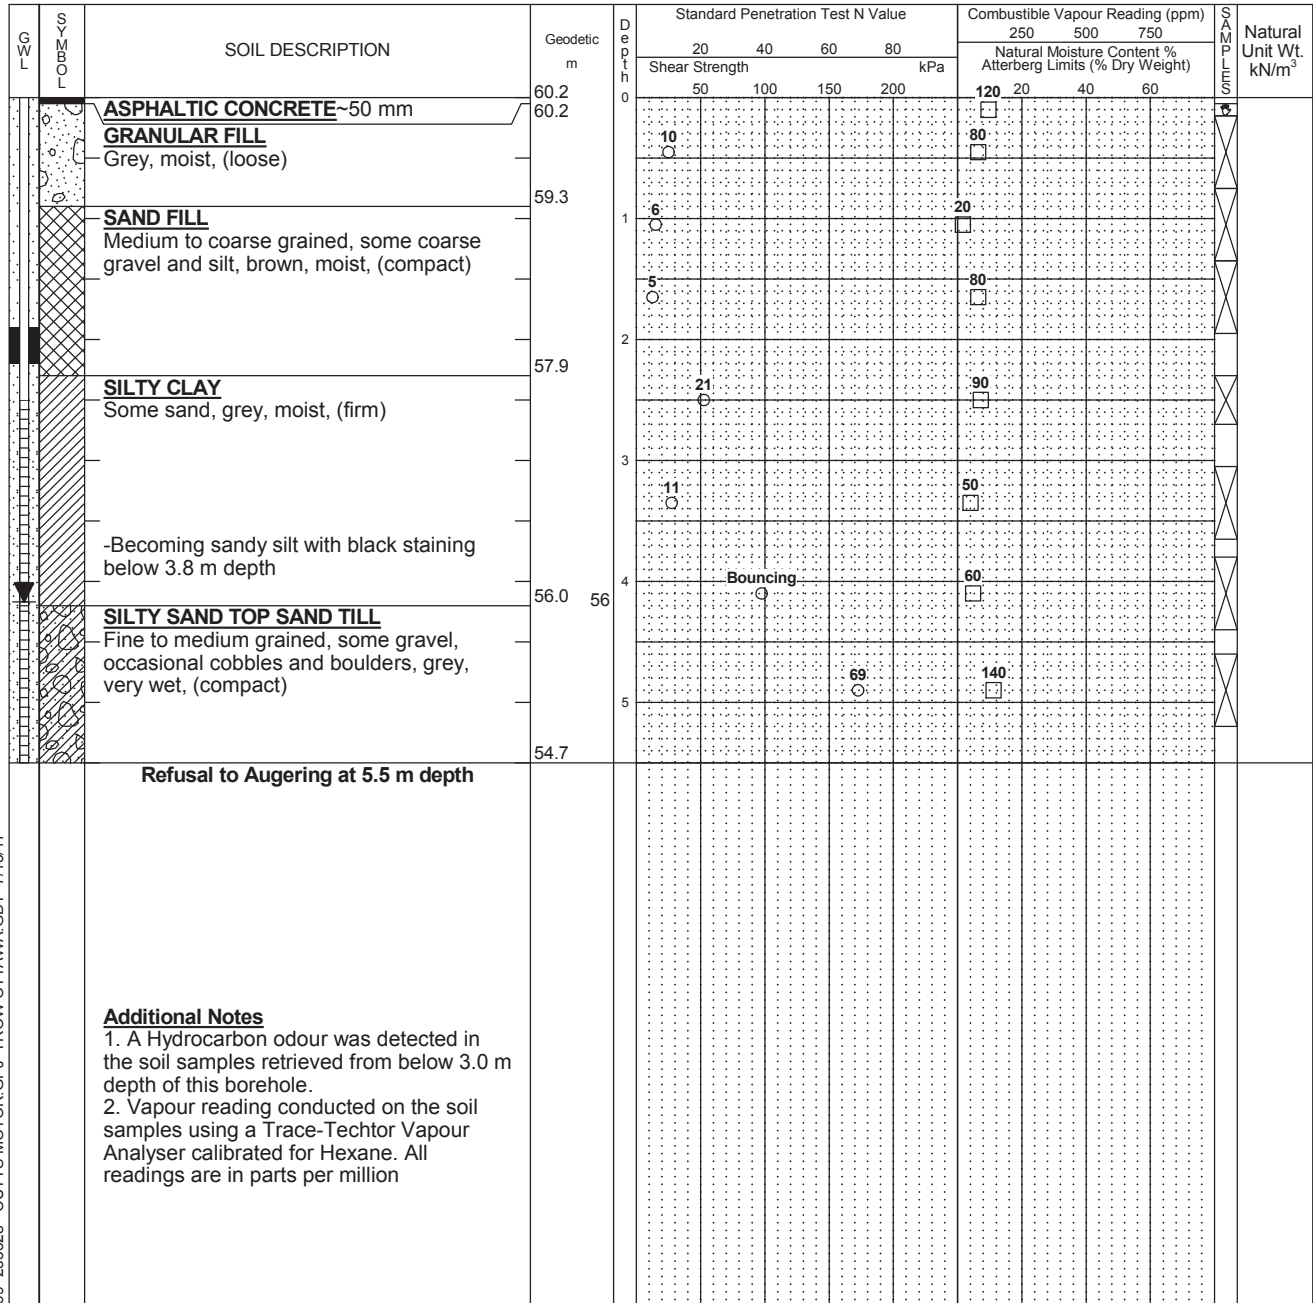 GWL
SYMBOL
SOIL DESCRIPTION
Geodetic
m
Depth
Standard Penetration Test N Value
20 40 60 80
Shear Strength kPa
50 100 150 200
Combustible Vapour Reading (ppm)
250 500 750
Natural Moisture Content %
Atterberg Limits (% Dry Weight)
20 40 60
SAMPLES
Natural
Unit Wt.
kN/m³
60.2
0
120
ASPHALTIC CONCRETE~50 mm
60.2
GRANULAR FILL
Grey, moist, (loose)
10
80
59.3
SAND FILL
Medium to coarse grained, some coarse
gravel and silt, brown, moist, (compact)
6
20
1
5
80
2
57.9
SILTY CLAY
Some sand, grey, moist, (firm)
21
90
3
11
50
-Becoming sandy silt with black staining
below 3.8 m depth
Bouncing
60
4
56.0
56
SILTY SAND TOP SAND TILL
Fine to medium grained, some gravel,
occasional cobbles and boulders, grey,
very wet, (compact)
69
140
5
54.7
Refusal to Augering at 5.5 m depth
Additional Notes
1. A Hydrocarbon odour was detected in
the soil samples retrieved from below 3.0 m
depth of this borehole.
2. Vapour reading conducted on the soil
samples using a Trace-Techtor Vapour
Analyser calibrated for Hexane. All
readings are in parts per million